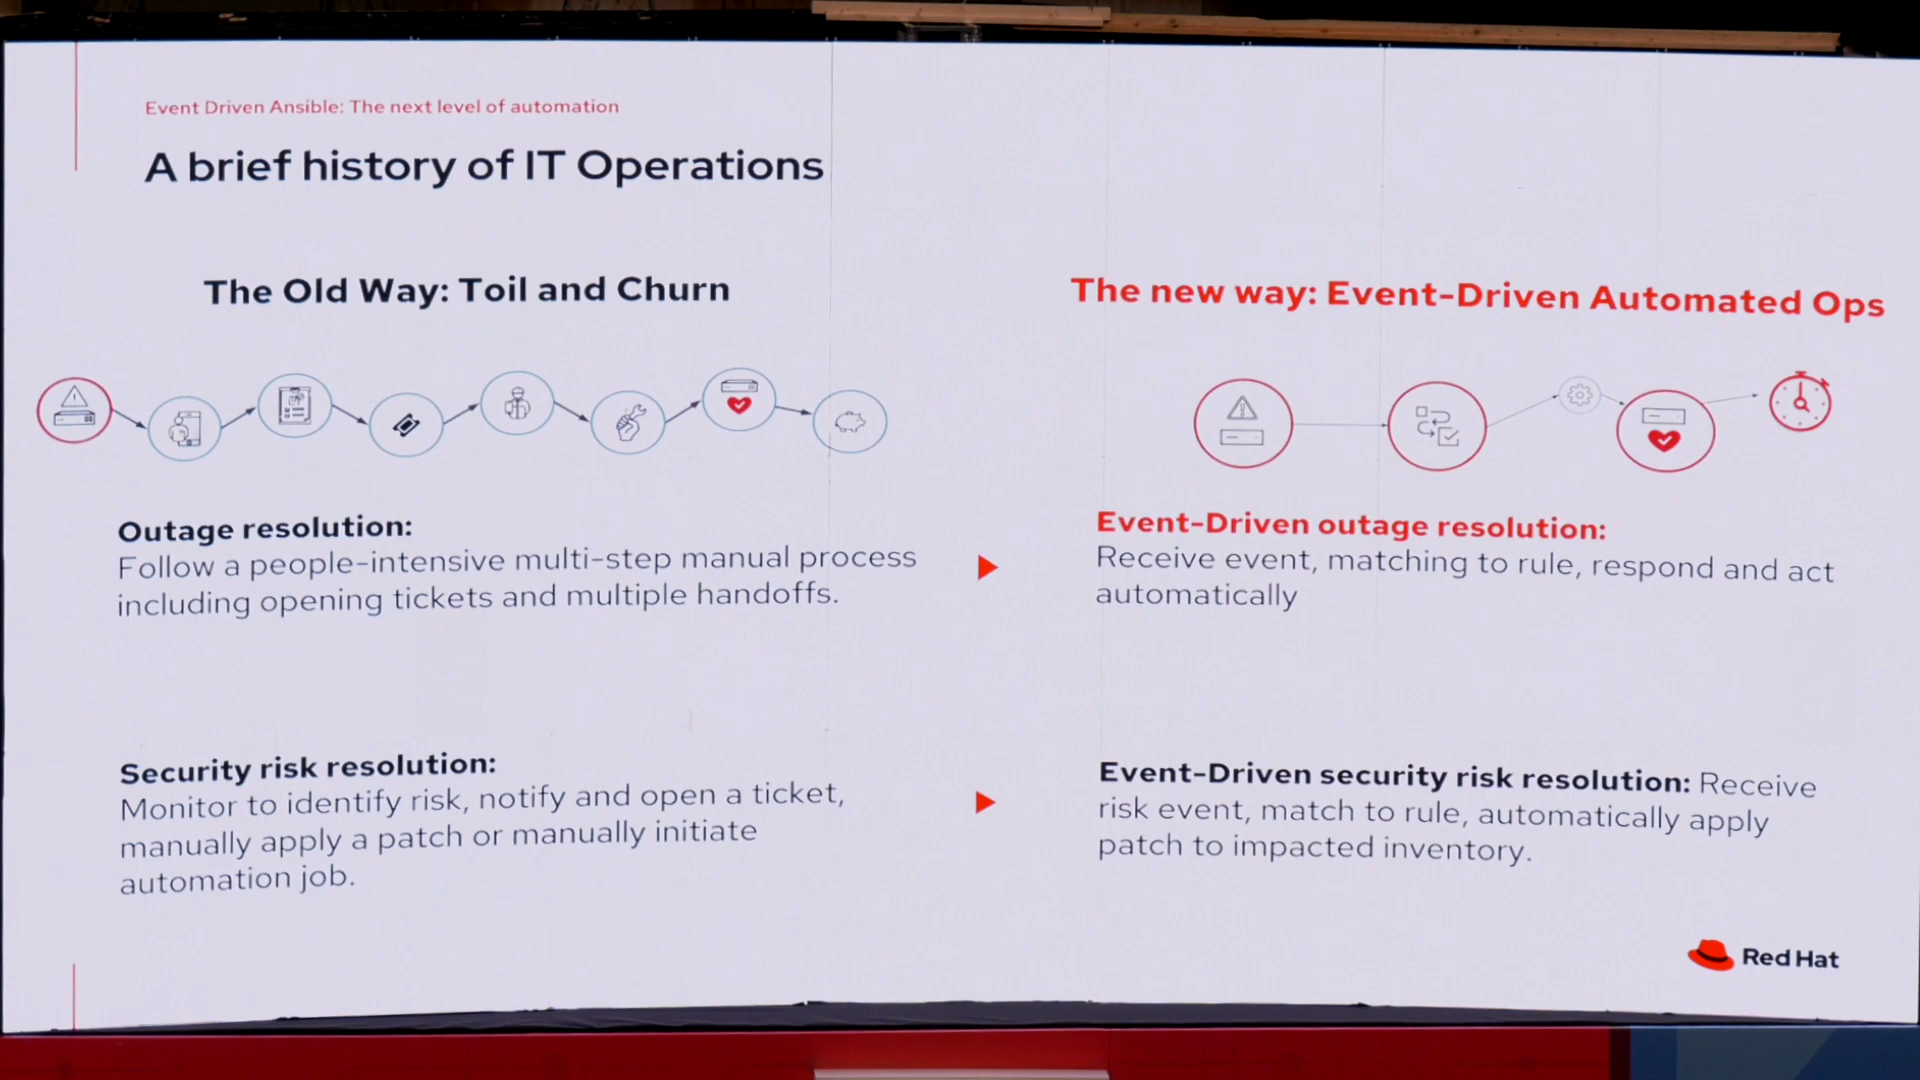 Event Driven Ansible: The next level of automation
A brief history of IT Operations
The Old Way: Toil and Churn
Outage resolution:
Follow a people-intensive multi-step manual process
including opening tickets and multiple handoffs.
Security risk resolution:
Monitor to identify risk, notify and open a ticket,
manually apply a patch or manually initiate
automation job.
The new way: Event-Driven Automated Ops
Event-Driven outage resolution:
Receive event, matching to rule, respond and act
automatically
Event-Driven security risk resolution: Receive
risk event, match to rule, automatically apply
patch to impacted inventory.
Red Hat